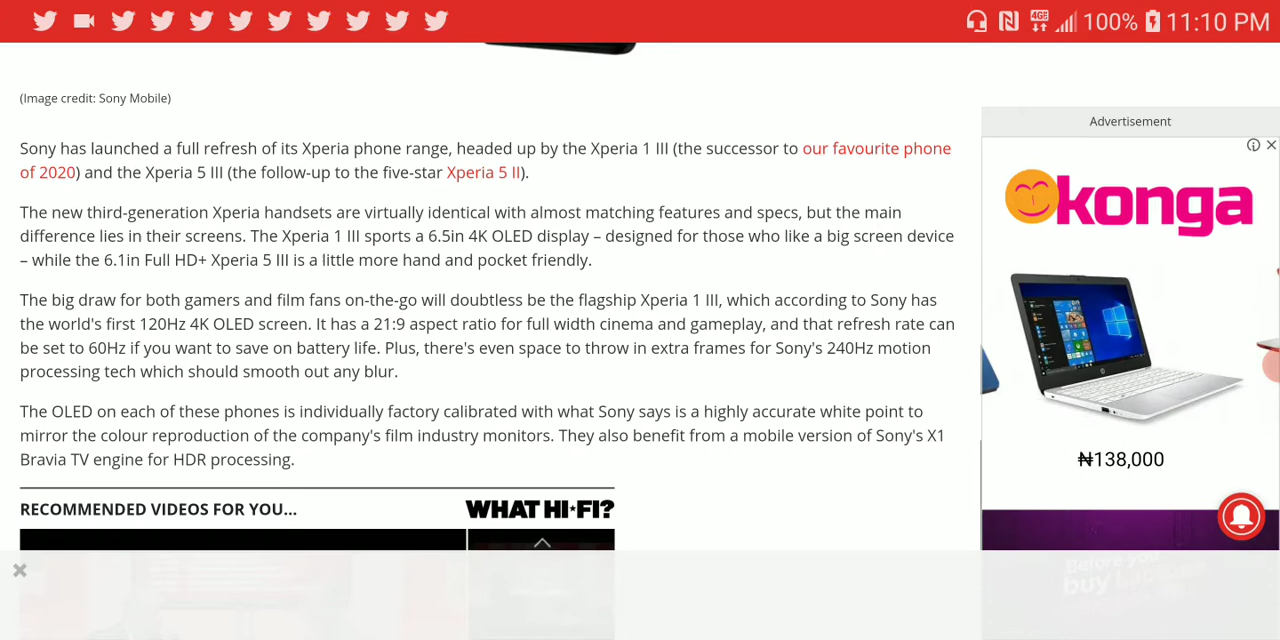 4GE 100% 11:10 PM
(Image credit: Sony Mobile)
Sony has launched a full refresh of its Xperia phone range, headed up by the Xperia 1 III (the successor to our favourite phone
of 2020) and the Xperia 5 III (the follow-up to the five-star Xperia 5 II).
The new third-generation Xperia handsets are virtually identical with almost matching features and specs, but the main
difference lies in their screens. The Xperia 1 III sports a 6.5in 4K OLED display – designed for those who like a big screen device
– while the 6.1in Full HD+ Xperia 5 III is a little more hand and pocket friendly.
The big draw for both gamers and film fans on-the-go will doubtless be the flagship Xperia 1 III, which according to Sony has
the world's first 120Hz 4K OLED screen. It has a 21:9 aspect ratio for full width cinema and gameplay, and that refresh rate can
be set to 60Hz if you want to save on battery life. Plus, there's even space to throw in extra frames for Sony's 240Hz motion
processing tech which should smooth out any blur.
The OLED on each of these phones is individually factory calibrated with what Sony says is a highly accurate white point to
mirror the colour reproduction of the company's film industry monitors. They also benefit from a mobile version of Sony's X1
Bravia TV engine for HDR processing.
RECOMMENDED VIDEOS FOR YOU...
WHAT HI-FI?
Advertisement
konga
₦138,000
buy